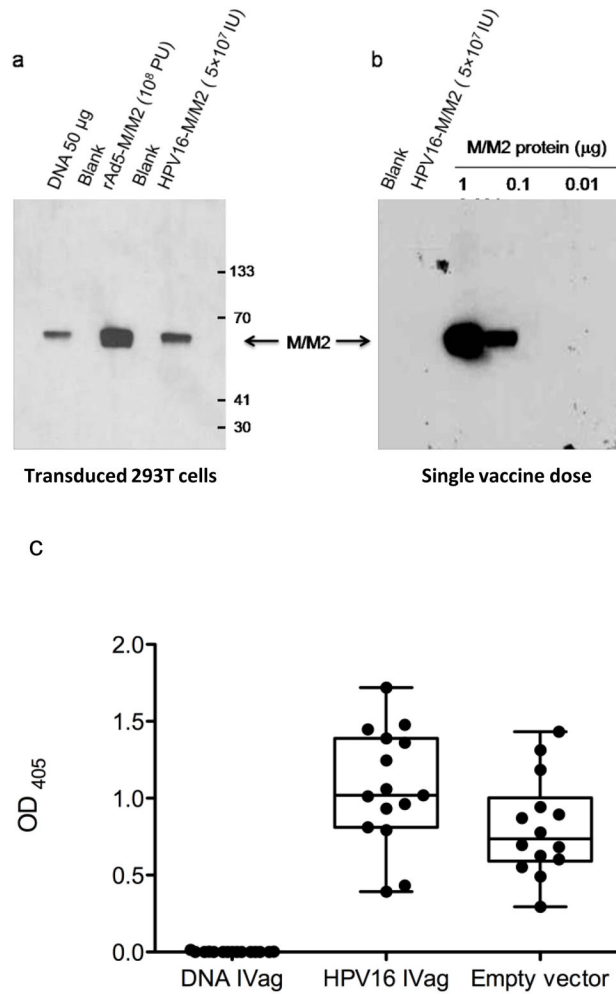 a
DNA 50 µg
Blank
rAd5-M/M2 (10⁸ PU)
Blank
HPV16-M/M2 ( 5×10⁷ IU)
133
70
M/M2
41
30
Transduced 293T cells
b
Blank
HPV16-M/M2 ( 5×10⁷ IU)
M/M2 protein (µg)
1 0.1 0.01
Single vaccine dose
c
OD 405
2.0
1.5
1.0
0.5
0.0
DNA IVag HPV16 IVag Empty vector